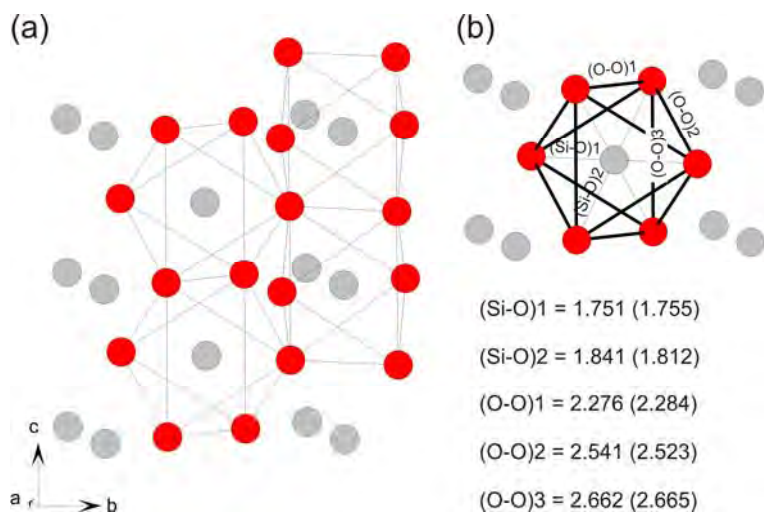 (a)
(b)
(O-O)1
(O-O)2
(Si-O)1
(O-O)3
(Si-O)2
(Si-O)1 = 1.751 (1.755)
(Si-O)2 = 1.841 (1.812)
(O-O)1 = 2.276 (2.284)
(O-O)2 = 2.541 (2.523)
(O-O)3 = 2.662 (2.665)
c
a
b